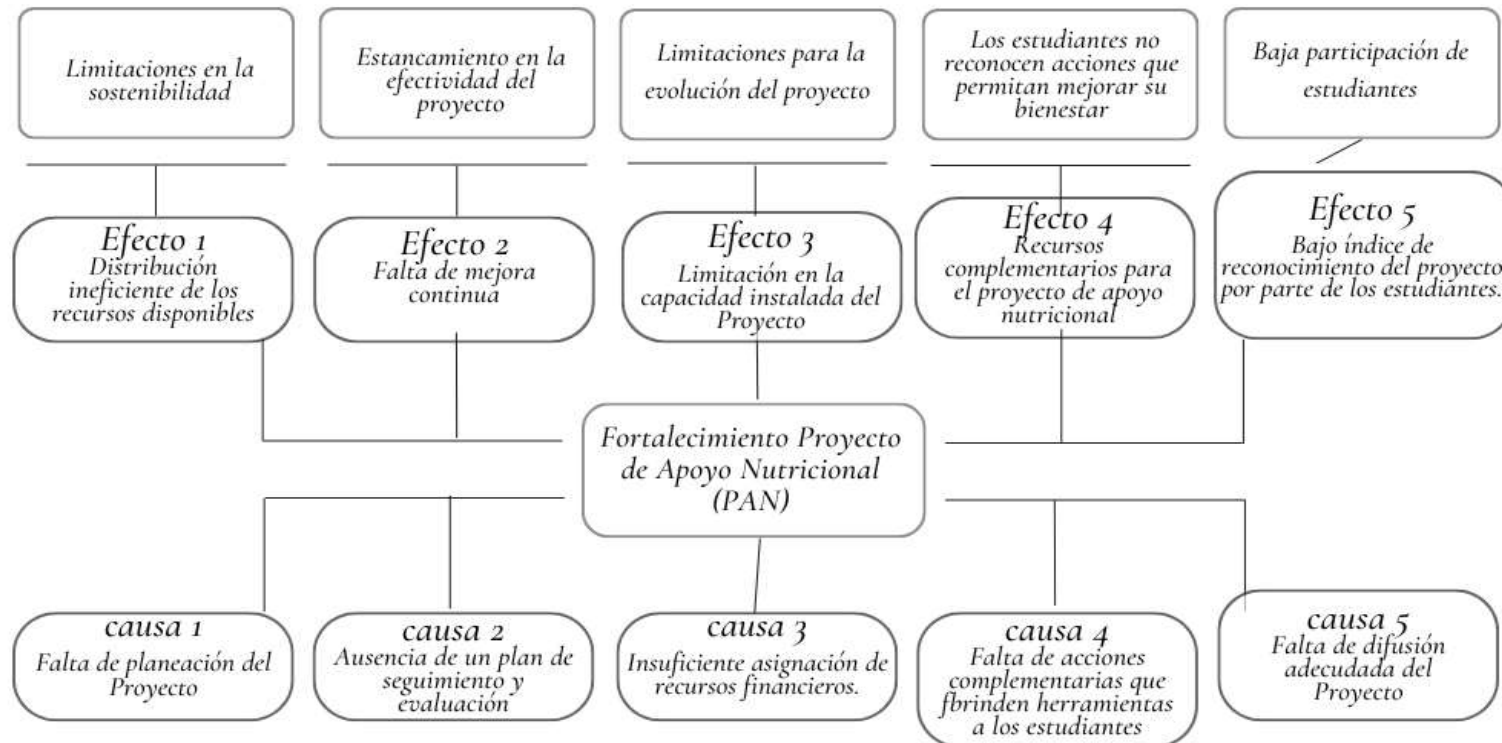 Limitaciones en la
sostenibilidad
Estancamiento en la
efectividad del
proyecto
Limitaciones para la
evolución del proyecto
Los estudiantes no
reconocen acciones que
permitan mejorar su
bienestar
Baja participación de
estudiantes
Efecto 1
Distribución
ineficiente de los
recursos disponibles
Efecto 2
Falta de mejora
continua
Efecto 3
Limitación en la
capacidad instalada del
Proyecto
Efecto 4
Recursos
complementarios para
el proyecto de apoyo
nutricional
Efecto 5
Bajo índice de
reconocimiento del proyecto
por parte de los estudiantes.
Fortalecimiento Proyecto
de Apoyo Nutricional
(PAN)
causa 1
Falta de planeación del
Proyecto
causa 2
Ausencia de un plan de
seguimiento y
evaluación
causa 3
Insuficiente asignación de
recursos financieros.
causa 4
Falta de acciones
complementarias que
fbrinden herramientas
a los estudiantes
causa 5
Falta de difusión
adecudada del
Proyecto